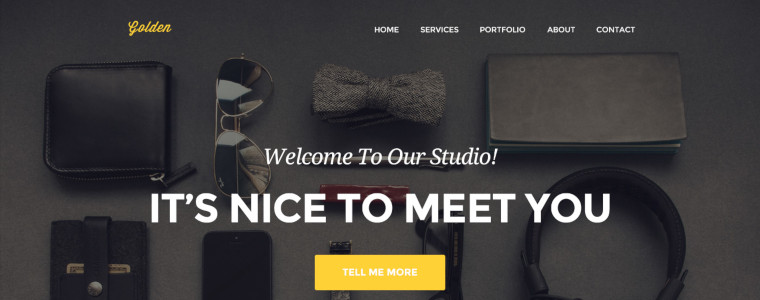 Golden
HOME SERVICES PORTFOLIO ABOUT CONTACT
Welcome To Our Studio!
IT'S NICE TO MEET YOU
TELL ME MORE